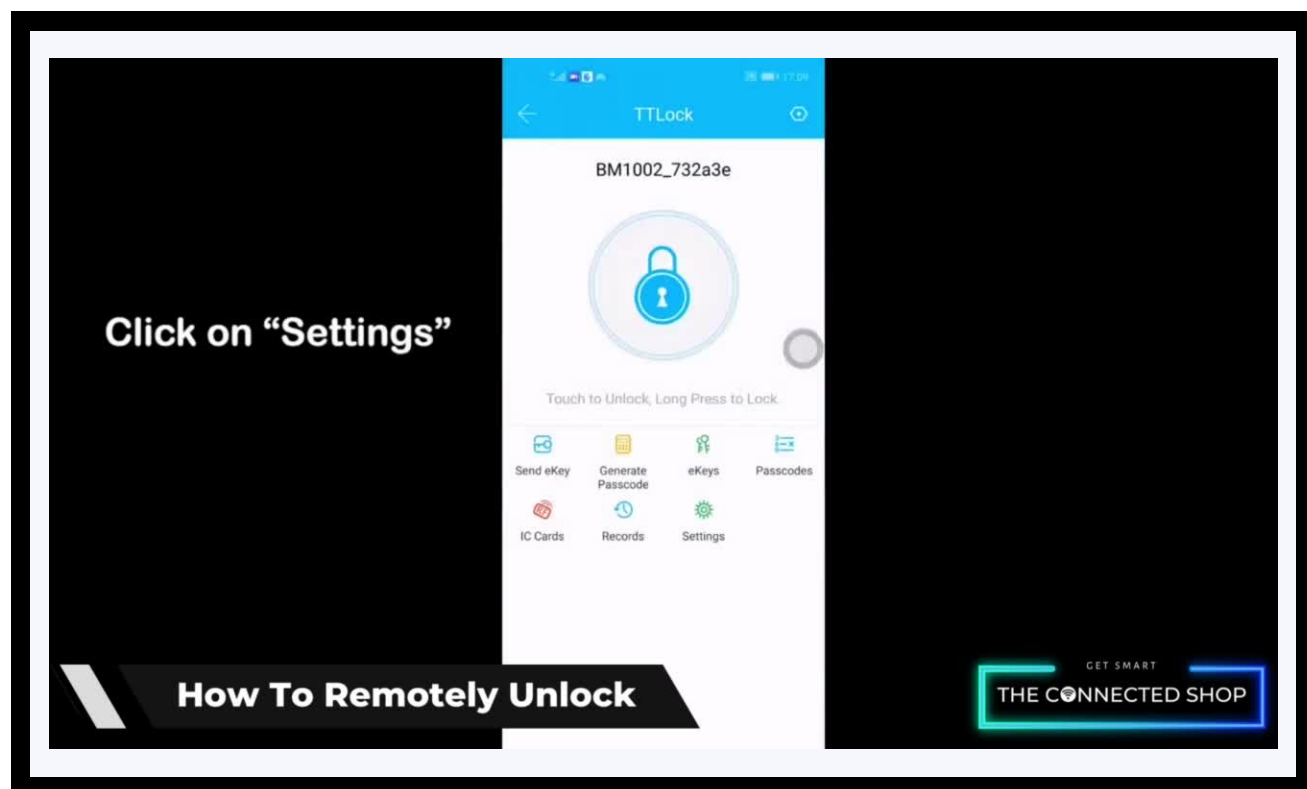 TTLock
BM1002_732a3e
Click on “Settings”
Touch to Unlock, Long Press to Lock
Send eKey
Generate
Passcode
eKeys
Passcodes
IC Cards
Records
Settings
How To Remotely Unlock
GET SMART
THE CONNECTED SHOP